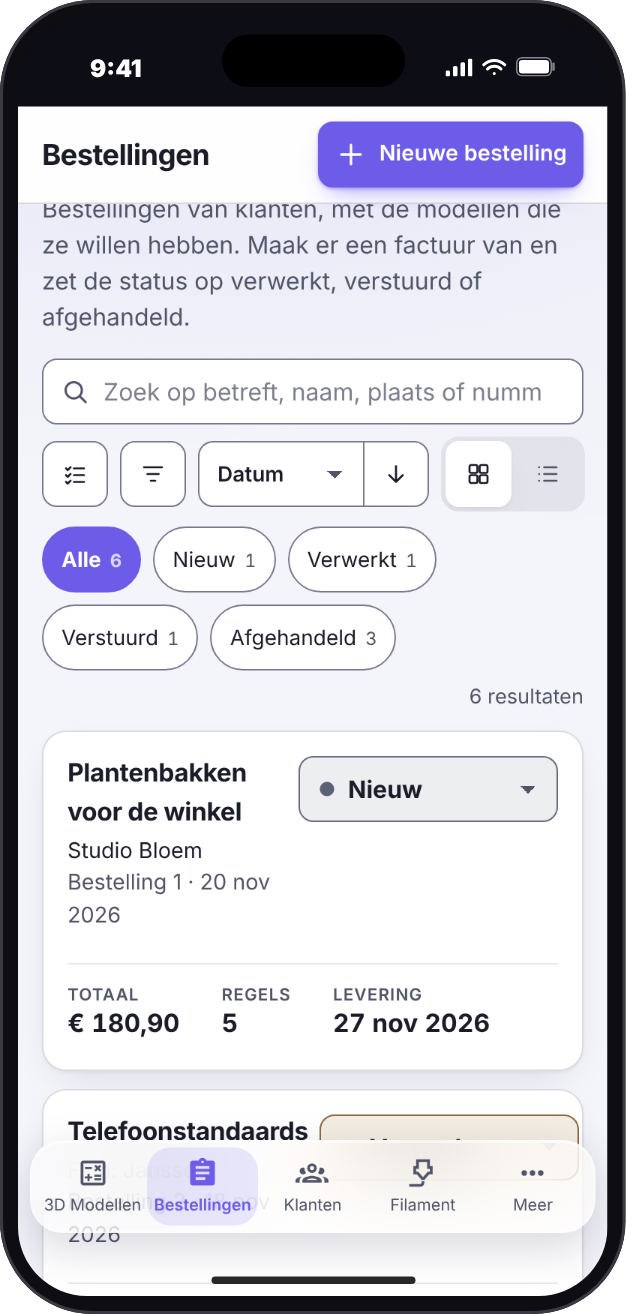 9:41
Bestellingen
Nieuwe bestelling
Bestellingen van klanten, met de modellen die
ze willen hebben. Maak er een factuur van en
zet de status op verwerkt, verstuurd of
afgehandeld.
Zoek op betreft, naam, plaats of numm
Datum
Alle 6
Nieuw 1
Verwerkt 1
Verstuurd 1
Afgehandeld 3
6 resultaten
Plantenbakken
voor de winkel
Nieuw
Studio Bloem
Bestelling 1 · 20 nov
2026
TOTAAL
REGELS
LEVERING
€ 180,90
5
27 nov 2026
Telefoonstandaards
3D Modellen
Bestellingen
Klanten
Filament
Meer
2026